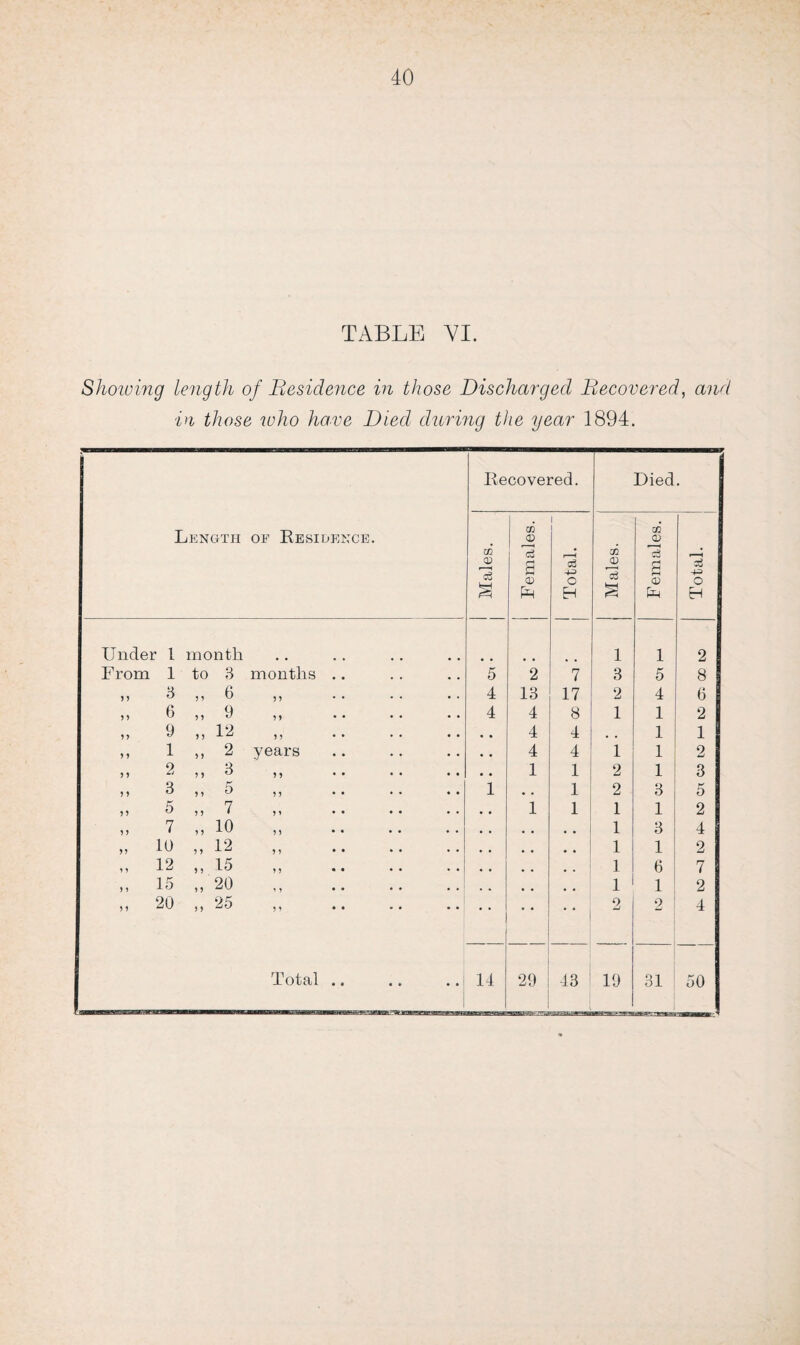 40
TABLE VI.
Showing length of Residence in those Discharged Recovered, and
in those who have Died during the year 1894.
Length of Residence. Recovered. Died.
Males. Females. Total. Males. Females. Total.
Under 1 month .. .. .. .. .. .. .. 1 1 2
From 1 to 3 months .. .. .. 5 2 7 3 5 8
,, 3 ,, 6 ,, .. .. .. 4 13 17 2 4 6
,, 6 ,, 9 ,, .. .. .. 4 4 8 1 1 2
,, 9 ,, 12 ,, .. .. .. .. 4 4 .. 1 1
,, 1 ,, 2 years .. .. .. .. 4 4 1 1 2
,, 2 ,, 3 ,, .. .. .. .. 1 1 2 1 3
,, 3 ,, 5 ,, .. .. .. 1 .. 1 2 3 5
,, 5 ,, 7 ,, .. .. .. .. 1 1 1 1 2
,, 7 ,, 10 ,, .. .. .. .. .. .. 1 3 4
,, 10 ,, 12 ,, .. .. .. .. .. .. 1 1 2
,, 12 ,, 15 ,, .. .. .. .. .. .. 1 6 7
,, 15 ,, 20 ,, .. .. .. .. .. .. 1 1 2
,, 20 ,, 25 ,, .. .. .. .. .. .. 2 2 4
Total .. .. .. 14 29 43 19 31 50